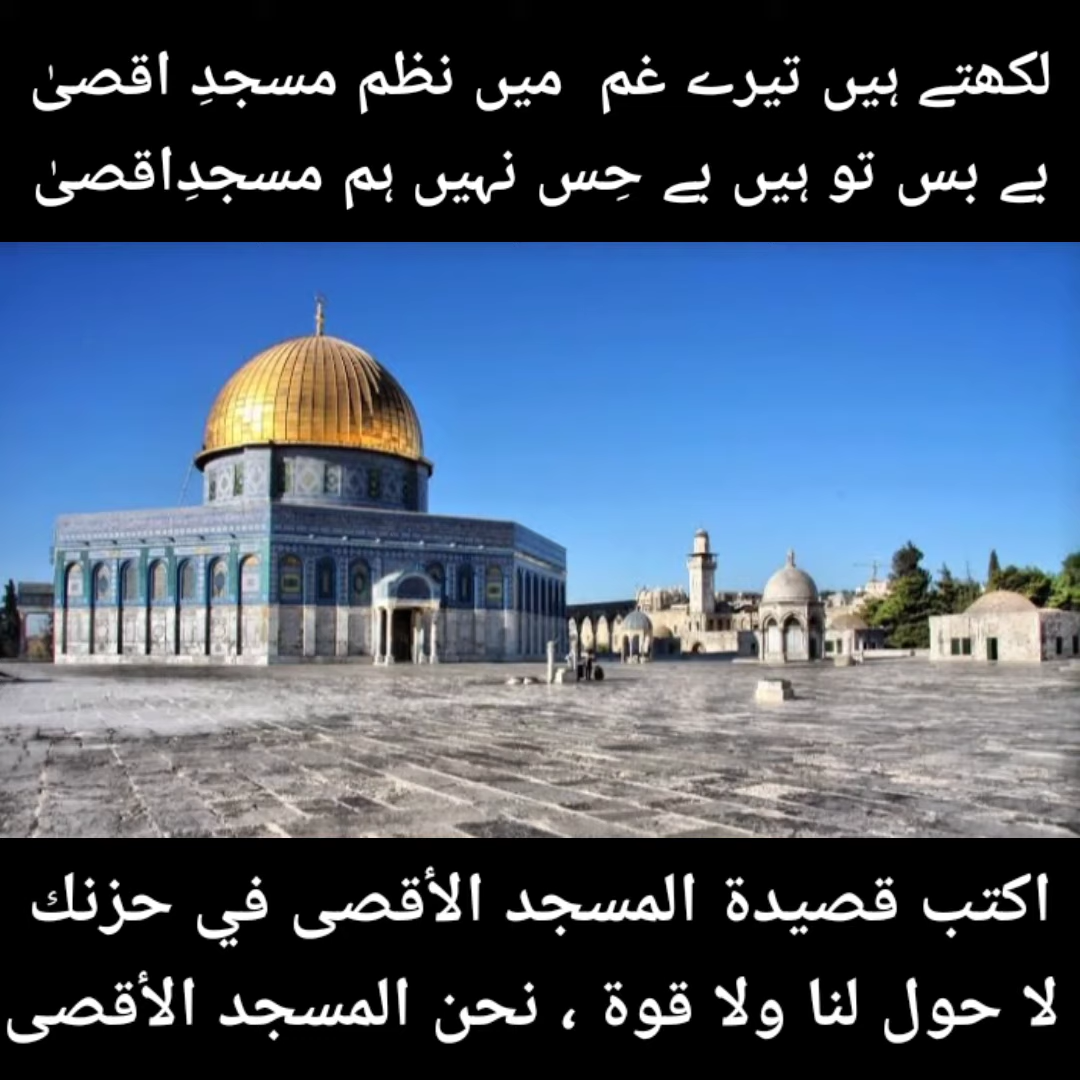 لکھتے ہیں تیرے غم میں نظم مسجدِ اقصیٰ
بے بس تو ہیں بے حِس نہیں ہم مسجدِاقصیٰ
اكتب قصيدة المسجد الأقصى في حزنك
لا حول لنا ولا قوة ، نحن المسجد الأقصى